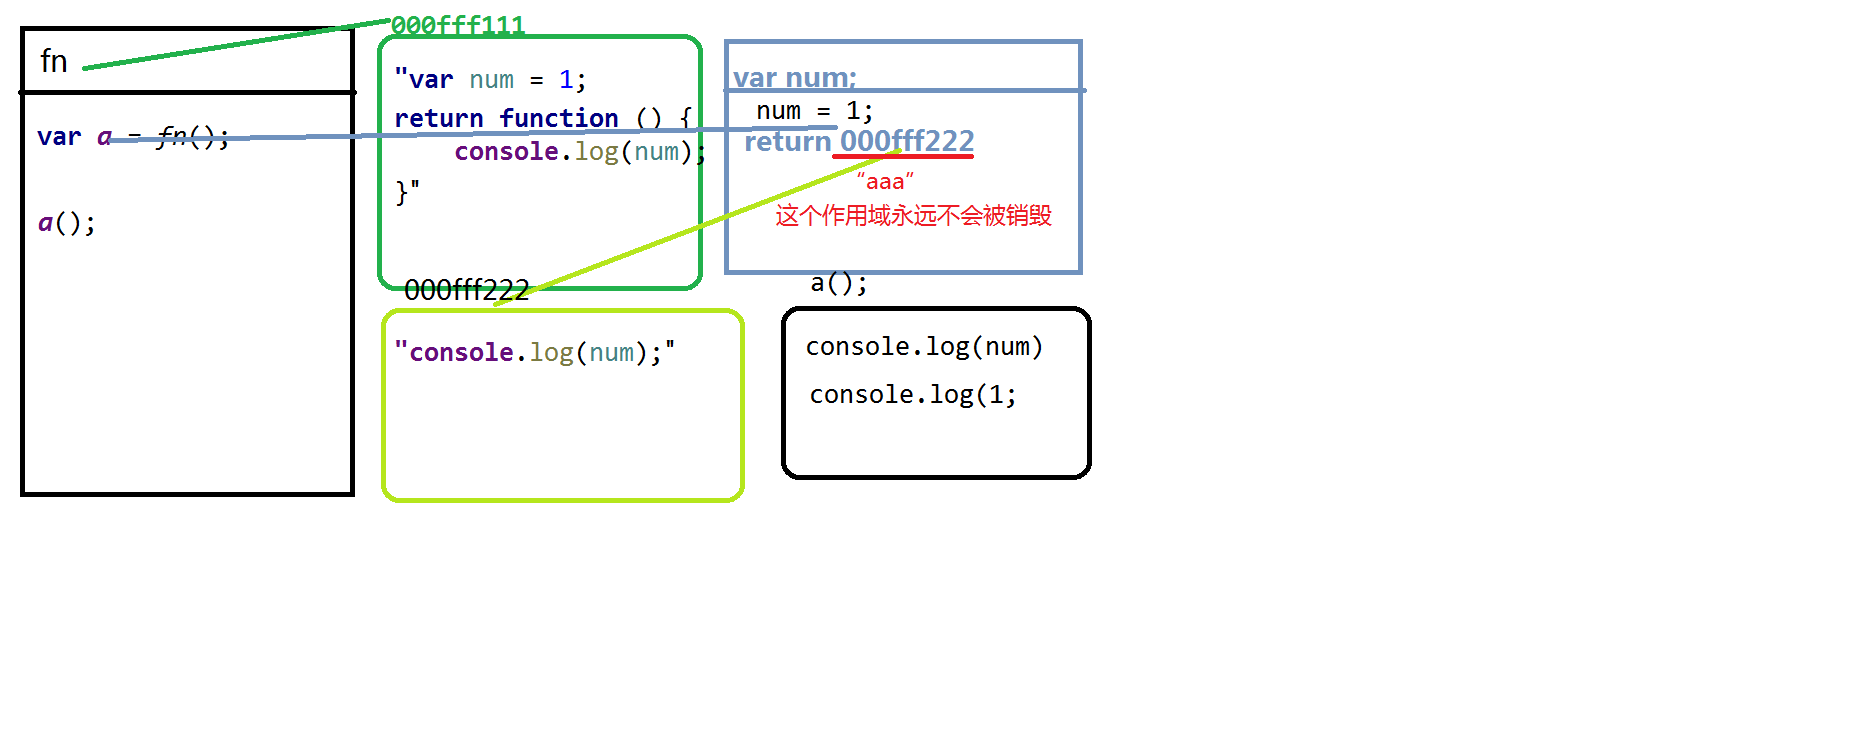 fn
var a = fn();
a();
000fff111
"var num = 1;
return function () {
console.log(num);
}"
000fff222
"console.log(num);"
var num;
num = 1;
return 000fff222
“aaa”
这个作用域永远不会被销毁
a();
console.log(num)
console.log(1;